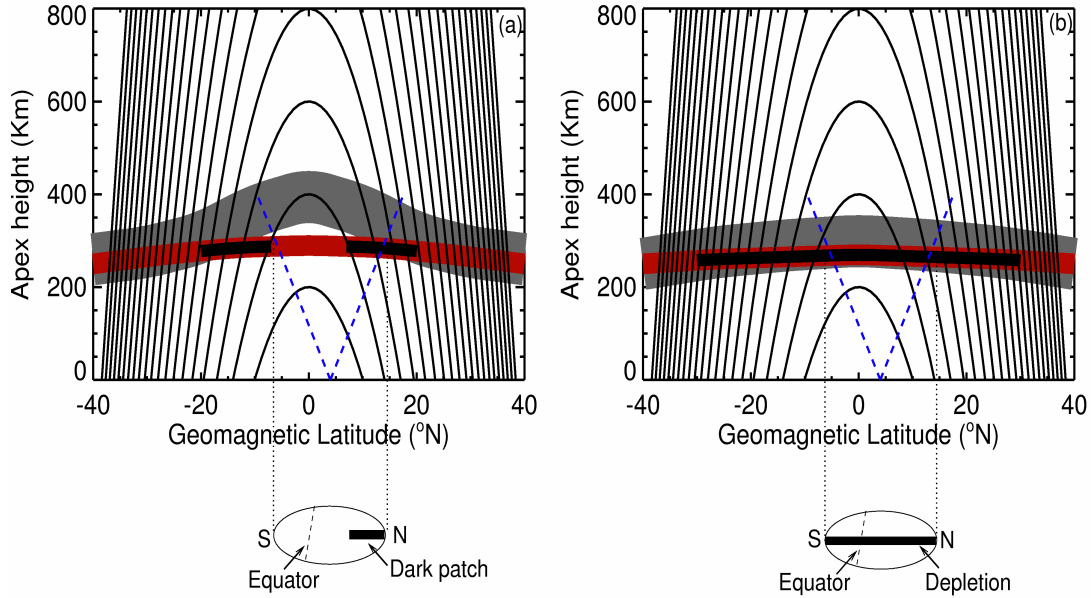 (a)
800
600
400
200
0
Apex height (Km)
-40 -20 0 20 40
Geomagnetic Latitude (°N)
S N
Equator Dark patch
(b)
800
600
400
200
0
Apex height (Km)
-40 -20 0 20 40
Geomagnetic Latitude (°N)
S N
Equator Depletion